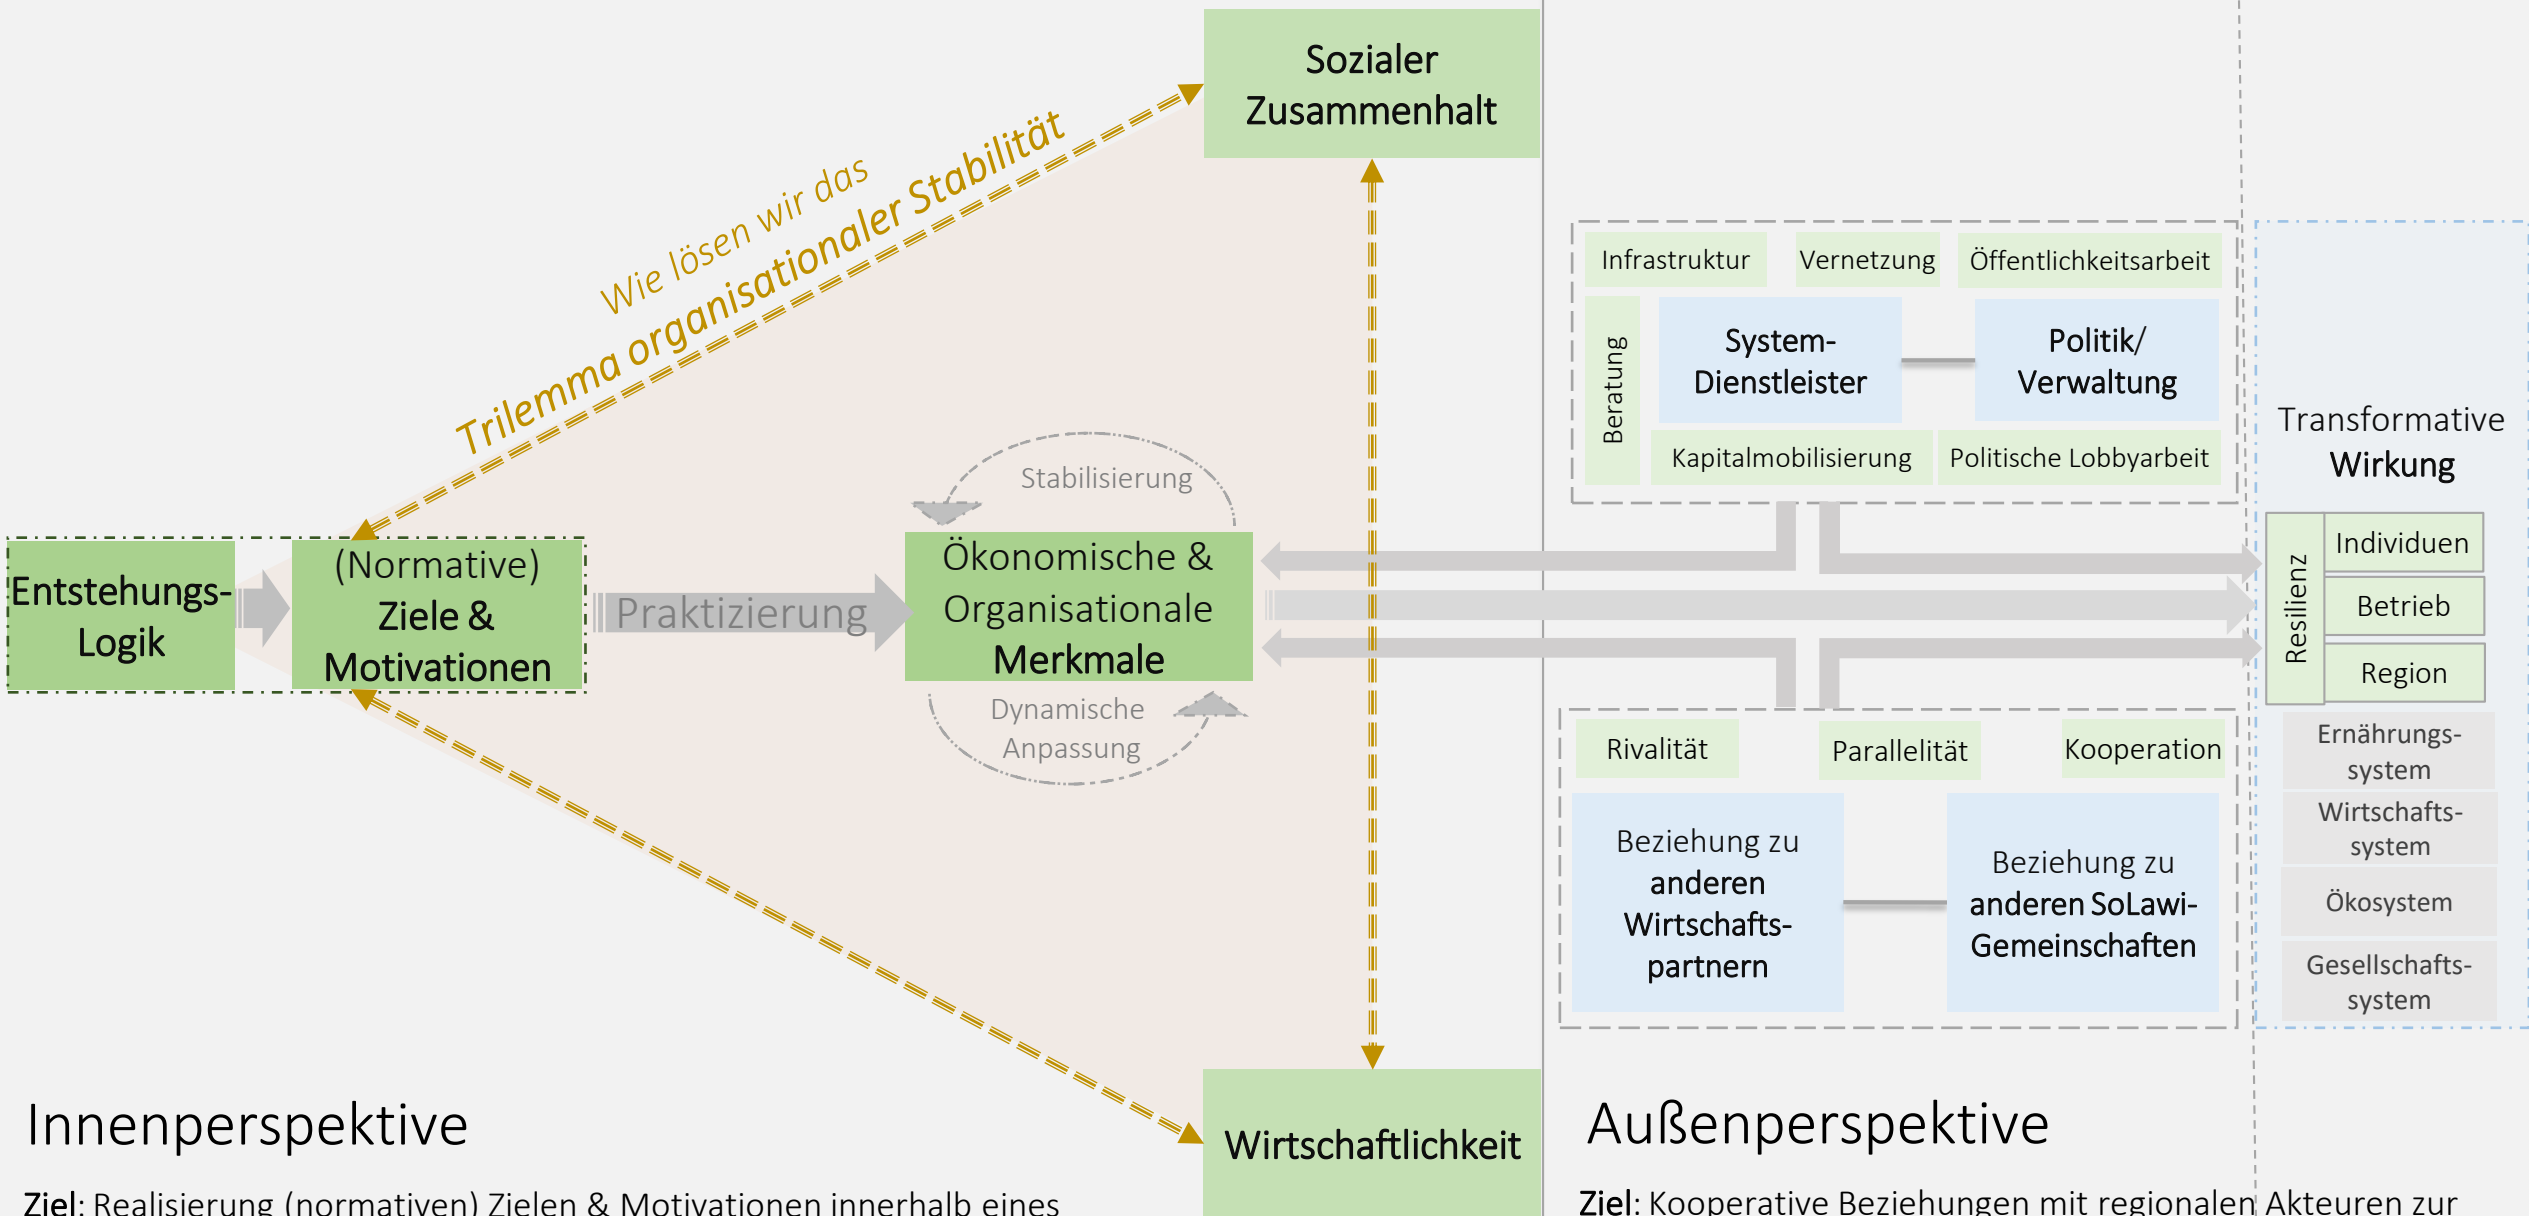 Sozialer
Zusammenhalt
Wie lösen wir das
Trilemma organisationaler Stabilität
Entstehungs-
Logik
(Normative)
Ziele &
Motivationen
Praktizierung
Stabilisierung
Ökonomische &
Organisationale
Merkmale
Dynamische
Anpassung
Wirtschaftlichkeit
Innenperspektive
Ziel: Realisierung (normativen) Zielen & Motivationen innerhalb eines
Infrastruktur
Vernetzung
Öffentlichkeitsarbeit
Beratung
System-
Dienstleister
Politik/
Verwaltung
Kapitalmobilisierung
Politische Lobbyarbeit
Rivalität
Parallelität
Kooperation
Beziehung zu
anderen
Wirtschafts-
partnern
Beziehung zu
anderen SoLawi-
Gemeinschaften
Außenperspektive
Ziel: Kooperative Beziehungen mit regionalen Akteuren zur
Transformative
Wirkung
Resilienz
Individuen
Betrieb
Region
Ernährungs-
system
Wirtschafts-
system
Ökosystem
Gesellschafts-
system